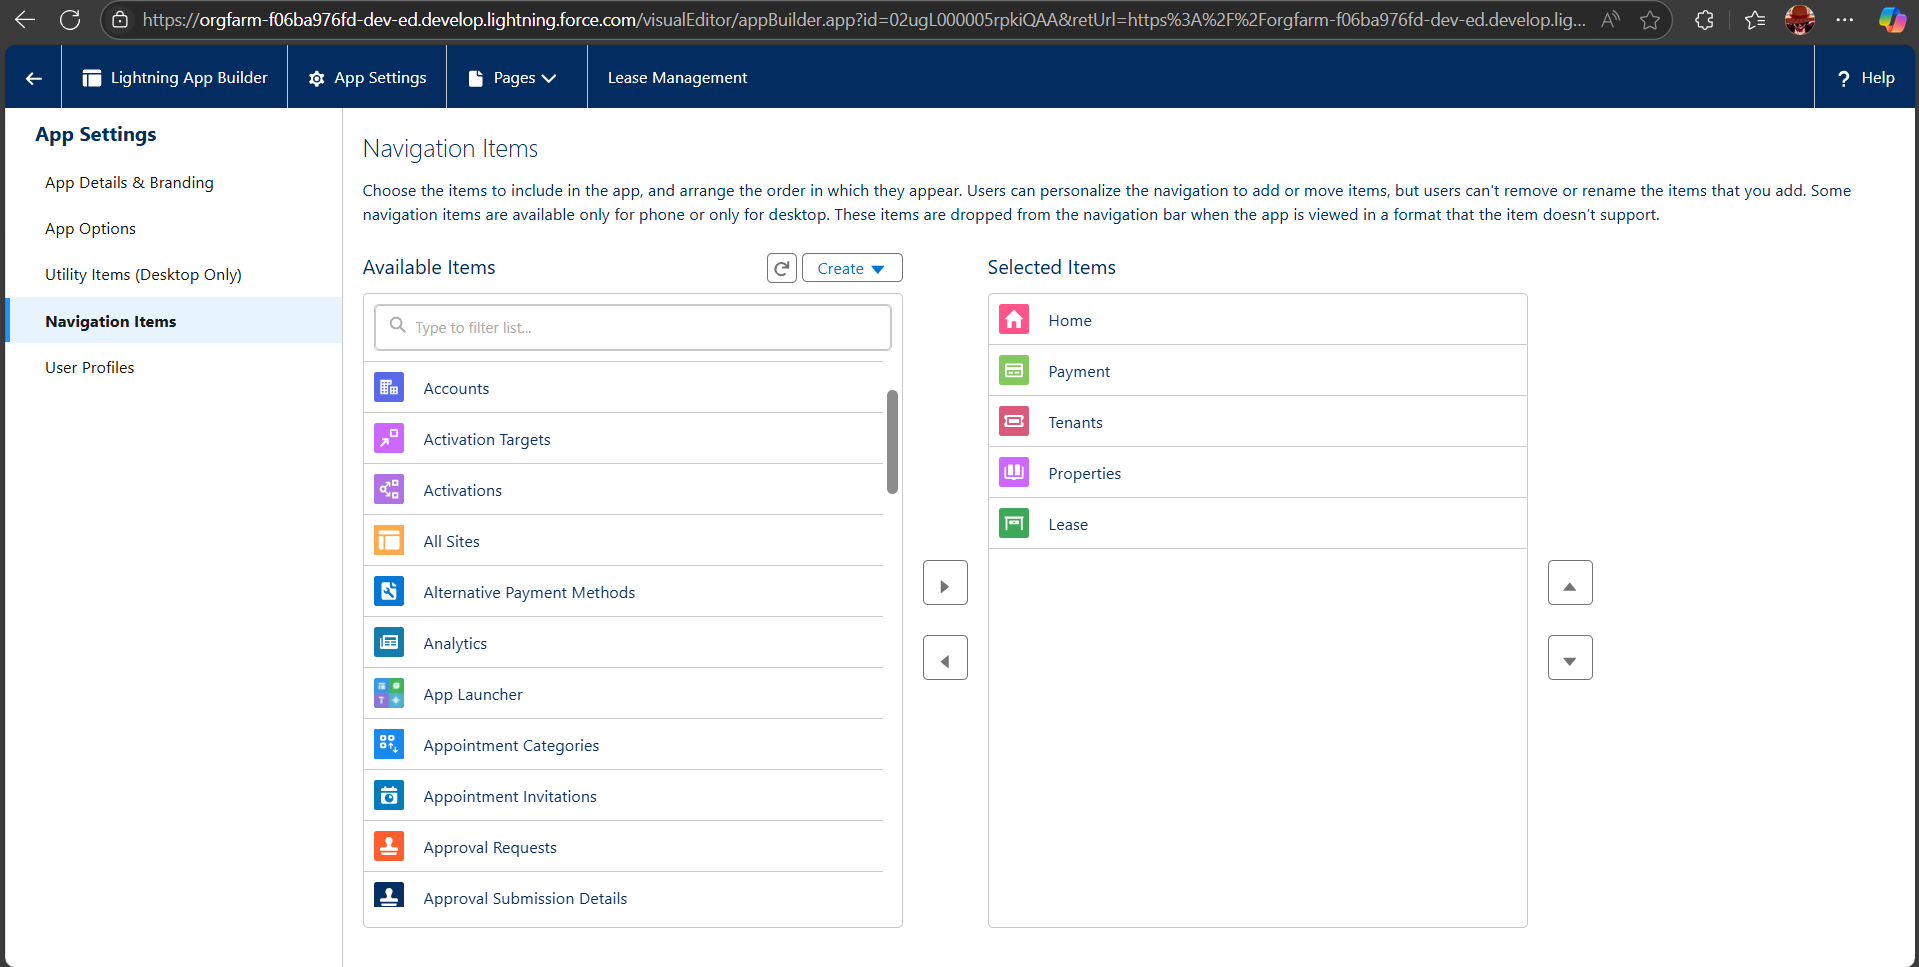 https://orgfarm-f06ba976fd-dev-ed.develop.lightning.force.com/visualEditor/appBuilder.app?id=02ugL000005rpkiQAA&retUrl=https%3A%2F%2Forgfarm-f06ba976fd-dev-ed.develop.lig...
Lightning App Builder
App Settings
Pages
Lease Management
? Help
App Settings
App Details & Branding
App Options
Utility Items (Desktop Only)
Navigation Items
User Profiles
Navigation Items
Choose the items to include in the app, and arrange the order in which they appear. Users can personalize the navigation to add or move items, but users can't remove or rename the items that you add. Some
navigation items are available only for phone or only for desktop. These items are dropped from the navigation bar when the app is viewed in a format that the item doesn't support.
Available Items
Create
Type to filter list...
Accounts
Activation Targets
Activations
All Sites
Alternative Payment Methods
Analytics
App Launcher
Appointment Categories
Appointment Invitations
Approval Requests
Approval Submission Details
Selected Items
Home
Payment
Tenants
Properties
Lease